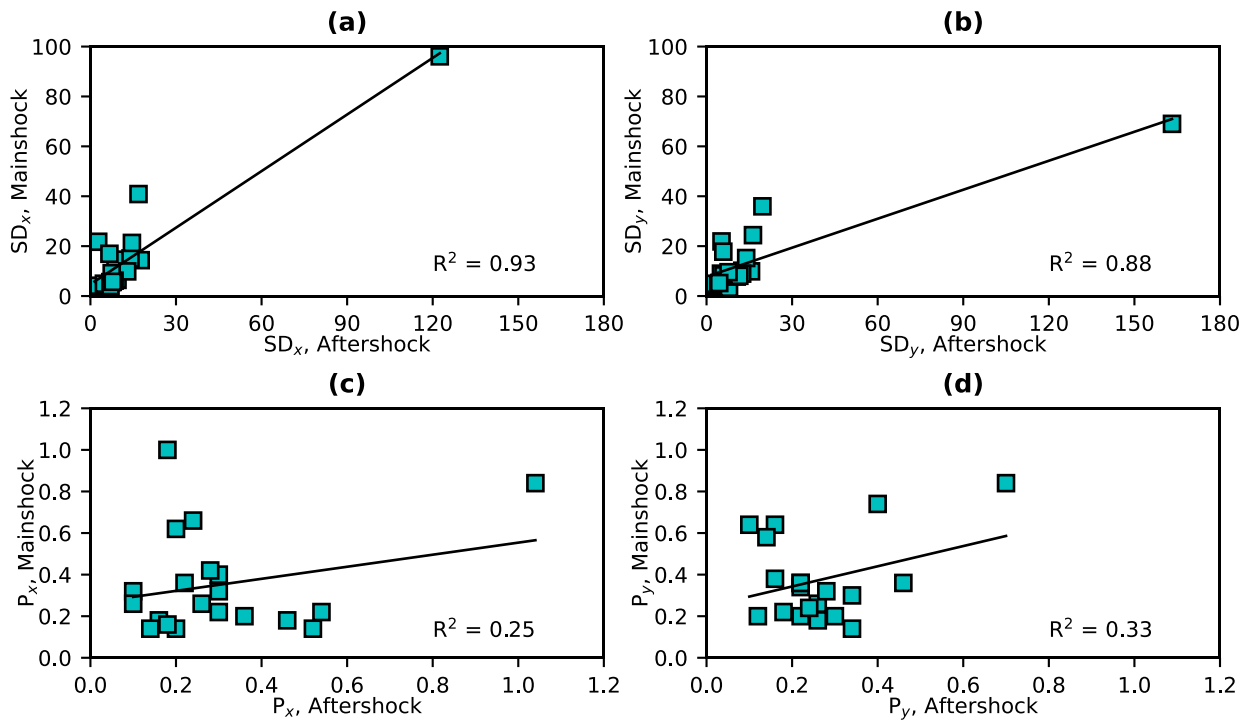 (a)
100
80
60
40
20
0
SDₓ, Mainshock
R² = 0.93
0 30 60 90 120 150 180
SDₓ, Aftershock
(b)
100
80
60
40
20
0
SD_y, Mainshock
R² = 0.88
0 30 60 90 120 150 180
SD_y, Aftershock
(c)
1.2
1.0
0.8
0.6
0.4
0.2
0.0
Pₓ, Mainshock
R² = 0.25
0.0 0.2 0.4 0.6 0.8 1.0 1.2
Pₓ, Aftershock
(d)
1.2
1.0
0.8
0.6
0.4
0.2
0.0
P_y, Mainshock
R² = 0.33
0.0 0.2 0.4 0.6 0.8 1.0 1.2
P_y, Aftershock